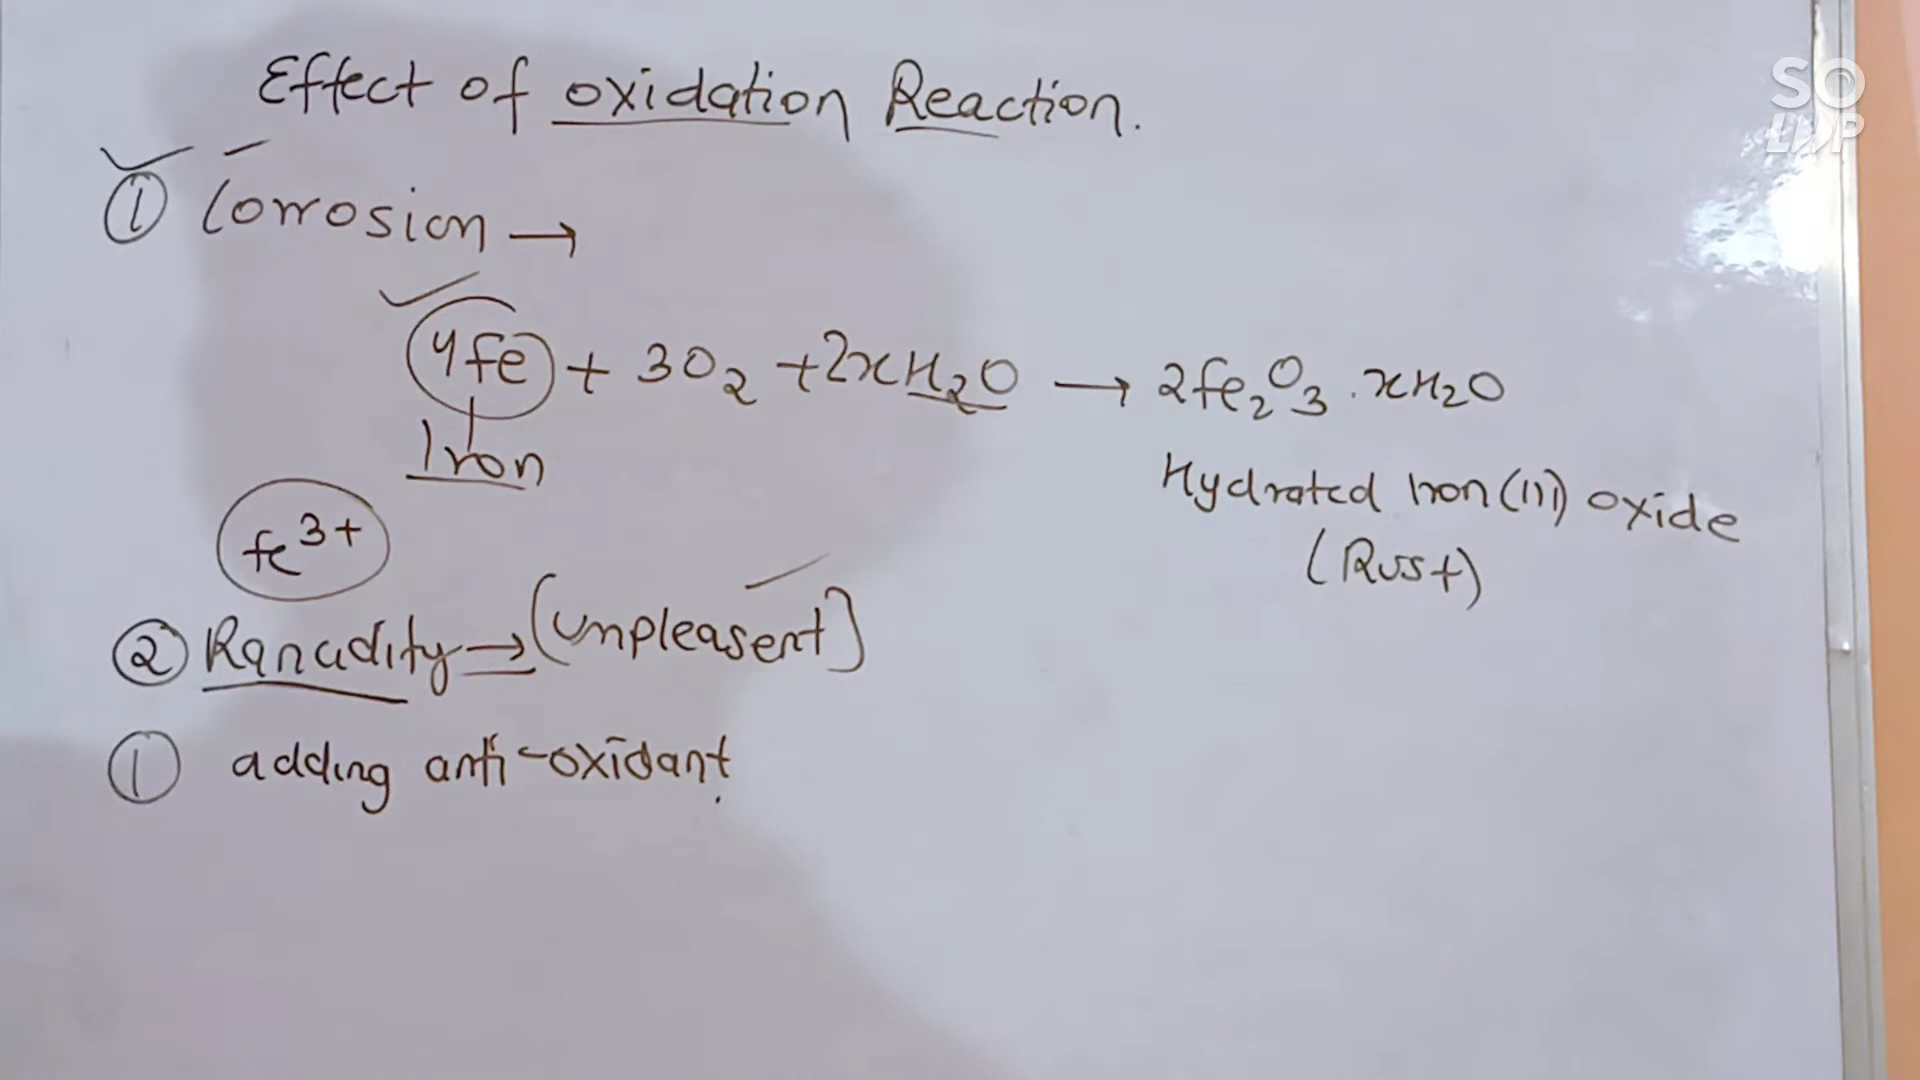 Effect of oxidation Reaction.
① Corrosion →
4fe + 3O₂ + 2xH₂O → 2fe₂O₃ . xH₂O
Iron
Hydrated Iron (III) oxide
(Rust)
fe³⁺
② Rancidity → (unpleasent)
① adding anti-oxidant.
SO
LAP